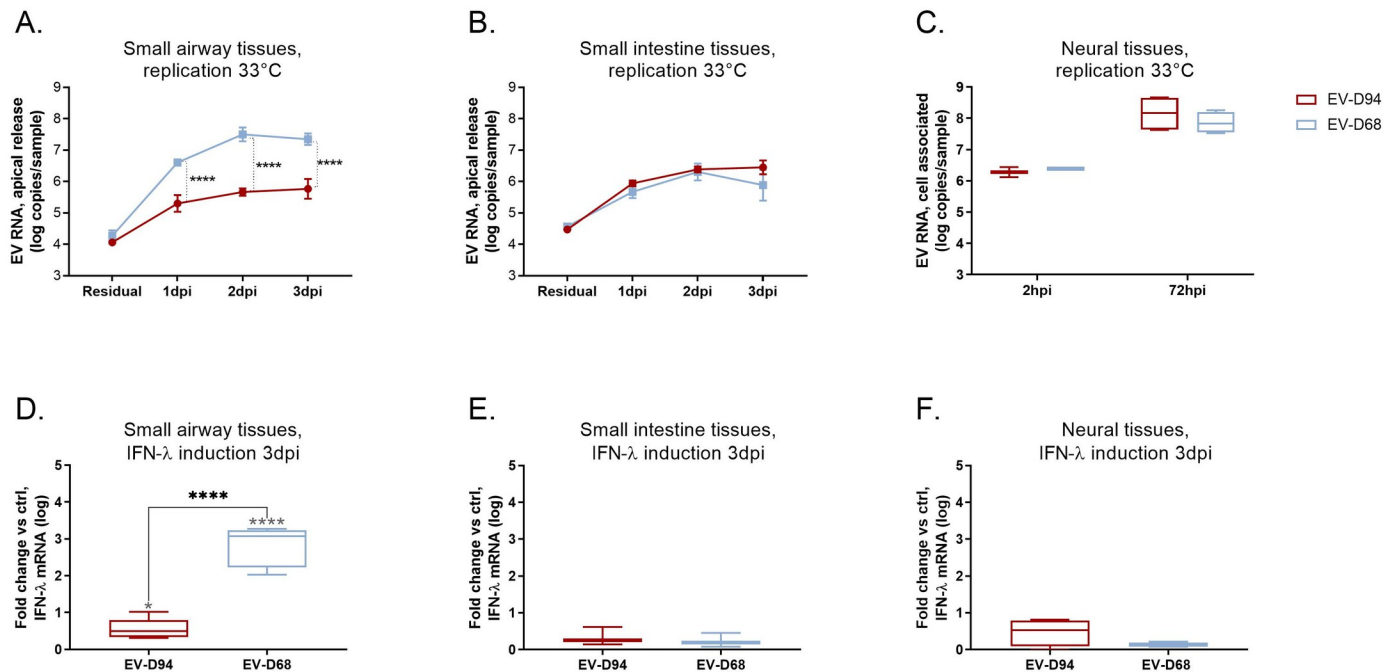 A.
Small airway tissues,
replication 33°C
EV RNA, apical release
(log copies/sample)
9
8
7
6
5
4
3
****
****
****
Residual
1dpi
2dpi
3dpi
B.
Small intestine tissues,
replication 33°C
EV RNA, apical release
(log copies/sample)
9
8
7
6
5
4
3
Residual
1dpi
2dpi
3dpi
C.
Neural tissues,
replication 33°C
EV RNA, cell associated
(log copies/sample)
9
8
7
6
5
4
3
2hpi
72hpi
EV-D94
EV-D68
D.
Small airway tissues,
IFN-λ induction 3dpi
Fold change vs ctrl,
IFN-λ mRNA (log)
5
4
3
2
1
0
****
****
*
EV-D94
EV-D68
E.
Small intestine tissues,
IFN-λ induction 3dpi
Fold change vs ctrl,
IFN-λ mRNA (log)
5
4
3
2
1
0
EV-D94
EV-D68
F.
Neural tissues,
IFN-λ induction 3dpi
Fold change vs ctrl,
IFN-λ mRNA (log)
5
4
3
2
1
0
EV-D94
EV-D68